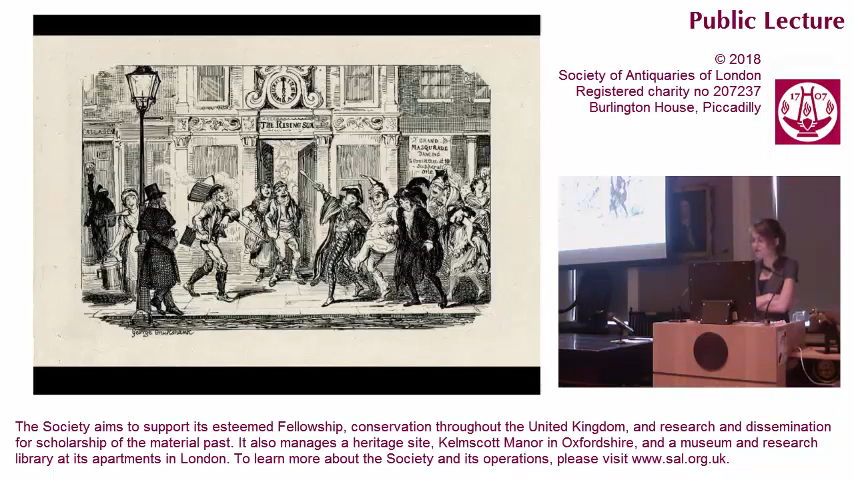 Public Lecture
© 2018
Society of Antiquaries of London
Registered charity no 207237
Burlington House, Piccadilly
17 07
THE RISING SUN
GRAND
MASQURADE
DANCING
george Cruikshank
The Society aims to support its esteemed Fellowship, conservation throughout the United Kingdom, and research and dissemination
for scholarship of the material past. It also manages a heritage site, Kelmscott Manor in Oxfordshire, and a museum and research
library at its apartments in London. To learn more about the Society and its operations, please visit www.sal.org.uk.